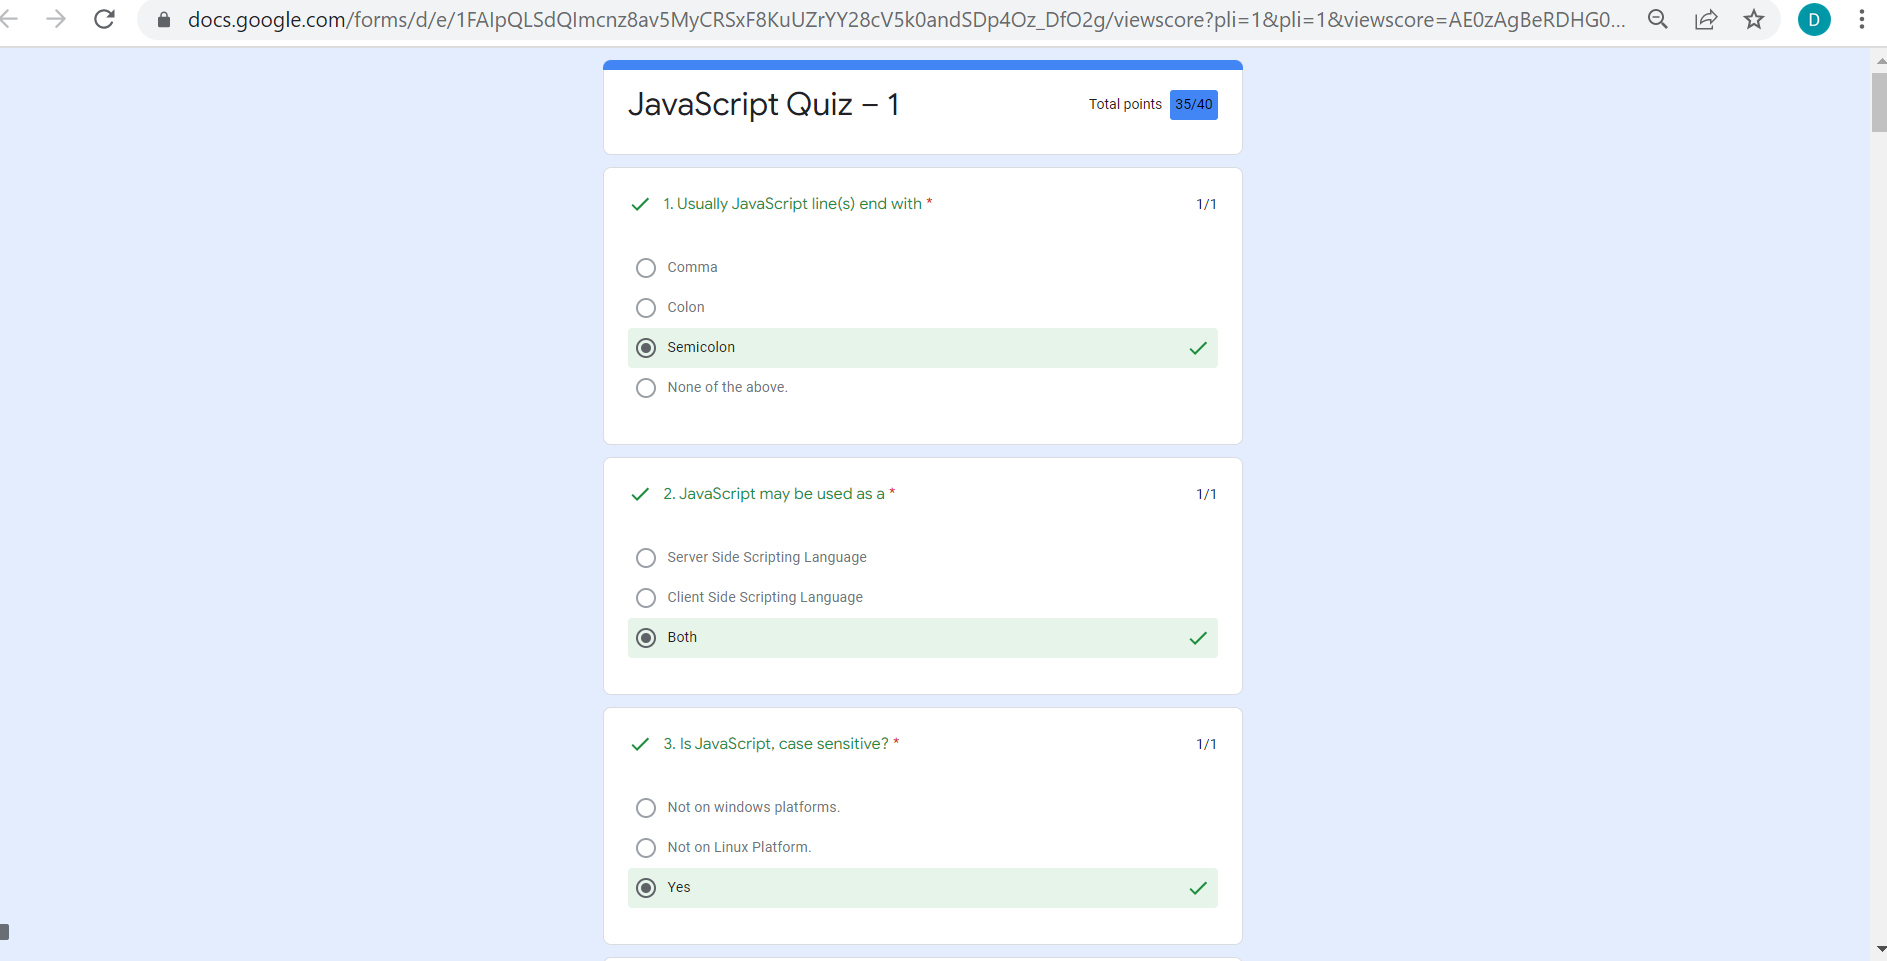 docs.google.com/forms/d/e/1FAIpQLSdQImcnz8av5MyCRSxF8KuUZrYY28cV5k0andSDp4Oz_DfO2g/viewscore?pli=1&pli=1&viewscore=AE0zAgBeRDHG0...
D
JavaScript Quiz – 1
Total points 35/40
1. Usually JavaScript line(s) end with *
1/1
Comma
Colon
Semicolon
None of the above.
2. JavaScript may be used as a *
1/1
Server Side Scripting Language
Client Side Scripting Language
Both
3. Is JavaScript, case sensitive? *
1/1
Not on windows platforms.
Not on Linux Platform.
Yes